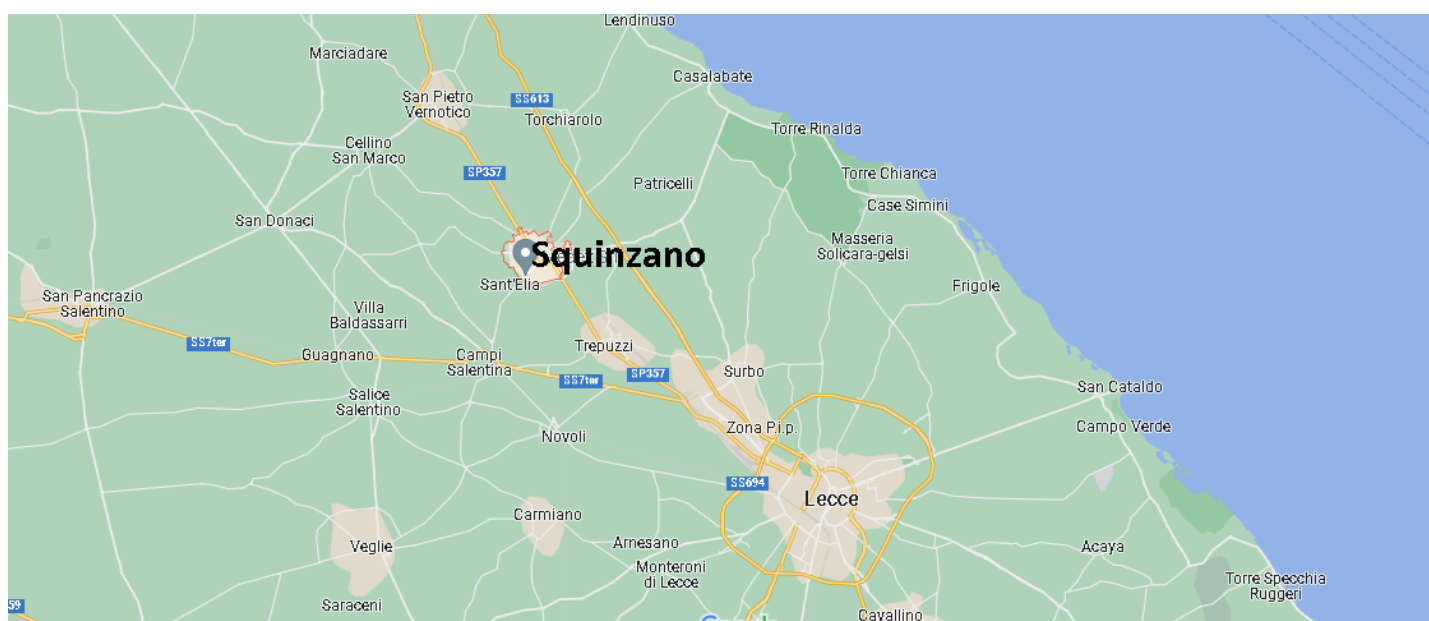 Lendinuso
Marciadare
Casalabate
San Pietro
Vernotico
SS613
Torchiarolo
Torre Rinalda
Cellino
San Marco
SP357
Patricelli
Torre Chianca
Case Simini
San Donaci
Squinzano
Masseria
Solicara-gelsi
Sant'Elia
Frigole
San Pancrazio
Salentino
Villa
Baldassarri
SS7ter
Guagnano
Campi
Salentina
Trepuzzi
SS7ter
SP357
Surbo
San Cataldo
Salice
Salentino
Campo Verde
Novoli
Zona P.i.p.
SS694
Lecce
Carmiano
Veglie
Arnesano
Acaya
Monteroni
di Lecce
Torre Specchia
Ruggeri
Saraceni
59
Cavallino